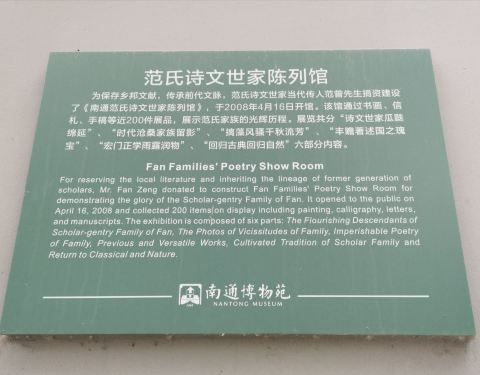 范氏诗文世家陈列馆
为保存乡邦文献，传承前代文脉，范氏诗文世家当代传人范曾先生捐资建设
了《南通范氏诗文世家陈列馆》，于2008年4月16日开馆。该馆通过书画、信
札、手稿等近200件展品，展示范氏家族的光辉历程。展览共分“诗文世家瓜瓞
绵延”、“时代沧桑家族留影”、“摛藻风骚千秋流芳”、“丰赡著述国之瑰
宝”、“宏门正学雨露润物”、“回归古典回归自然”六部分内容。
Fan Families' Poetry Show Room
For reserving the local literature and inheriting the lineage of former generation of
scholars, Mr. Fan Zeng donated to construct Fan Families' Poetry Show Room for
demonstrating the glory of the Scholar-gentry Family of Fan. It opened to the public on
April 16, 2008 and collected 200 items[on display including painting, calligraphy, letters,
and manuscripts. The exhibition is composed of six parts: The Flourishing Descendants of
Scholar-gentry Family of Fan, The Photos of Vicissitudes of Family, Imperishable Poetry
of Family, Previous and Versatile Works, Cultivated Tradition of Scholar Family and
Return to Classical and Nature.
南通博物苑
NANTONG MUSEUM